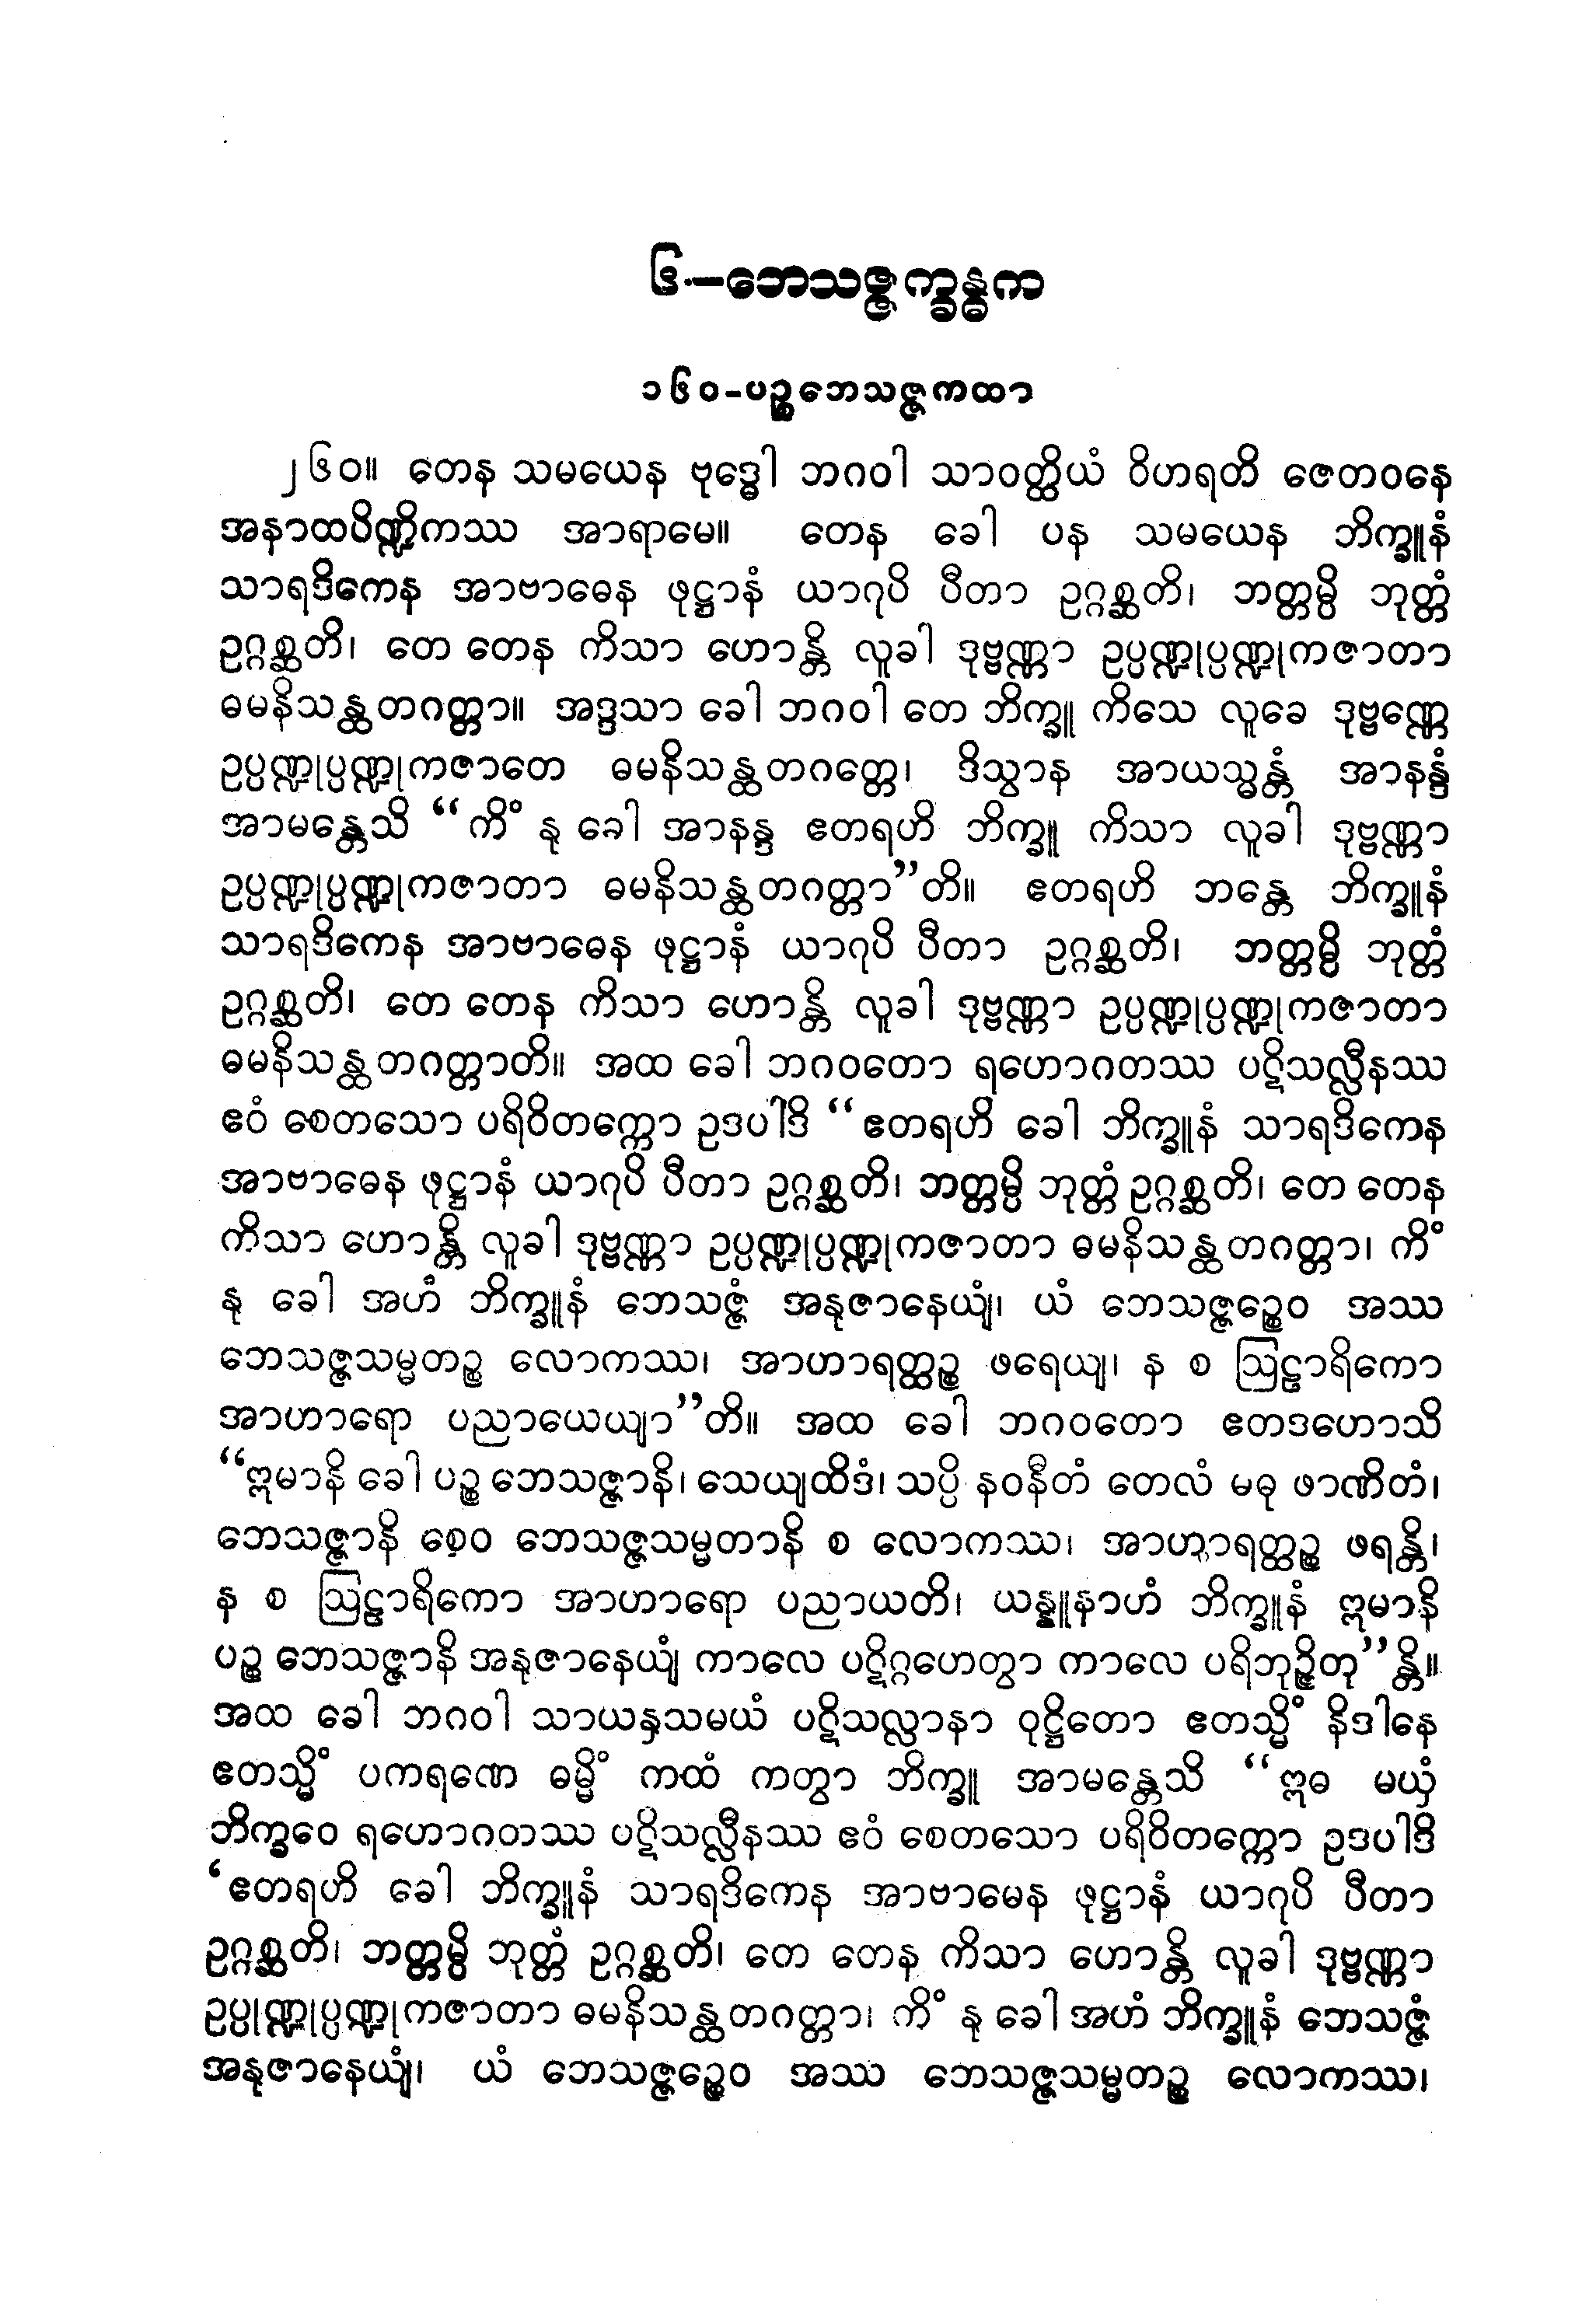 ၆.—ဘေသဇ္ဇက္ခန္ဓက
၁၆၀-ပဉ္စဘေသဇ္ဇကထာ
၂၆၀။ တေန သမယေန ဗုဒ္ဓေါ ဘဂဝါ သာဝတ္ထိယံ ဝိဟရတိ ဇေတဝနေ
အနာထပိဏ္ဍိကဿ အာရာမေ။ တေန ခေါ ပန သမယေန ဘိက္ခူနံ
သာရဒိကေန အာဗာဓေန ဖုဋ္ဌာနံ ယာဂုပိ ပီတာ ဥဂ္ဂစ္ဆတိ၊ ဘတ္တမ္ပိ ဘုတ္တံ
ဥဂ္ဂစ္ဆတိ၊ တေ တေန ကိသာ ဟောန္တိ လူခါ ဒုဗ္ဗဏ္ဏာ ဥပ္ပဏ္ဍုပ္ပဏ္ဍုကဇာတာ
ဓမနိသန္ထတဂတ္တာ။ အဒ္ဒသာ ခေါ ဘဂဝါ တေ ဘိက္ခူ ကိသေ လူခေ ဒုဗ္ဗဏ္ဏေ
ဥပ္ပဏ္ဍုပ္ပဏ္ဍုကဇာတေ ဓမနိသန္ထတဂတ္တေ၊ ဒိသွာန အာယသ္မန္တံ အာနန္ဒံ
အာမန္တေသိ “ကိံ နု ခေါ အာနန္ဒ ဧတရဟိ ဘိက္ခူ ကိသာ လူခါ ဒုဗ္ဗဏ္ဏာ
ဥပ္ပဏ္ဍုပ္ပဏ္ဍုကဇာတာ ဓမနိသန္ထတဂတ္တာ”တိ။ ဧတရဟိ ဘန္တေ ဘိက္ခူနံ
သာရဒိကေန အာဗာဓေန ဖုဋ္ဌာနံ ယာဂုပိ ပီတာ ဥဂ္ဂစ္ဆတိ၊ ဘတ္တမ္ပိ ဘုတ္တံ
ဥဂ္ဂစ္ဆတိ၊ တေ တေန ကိသာ ဟောန္တိ လူခါ ဒုဗ္ဗဏ္ဏာ ဥပ္ပဏ္ဍုပ္ပဏ္ဍုကဇာတာ
ဓမနိသန္ထတဂတ္တာတိ။ အထ ခေါ ဘဂဝတော ရဟောဂတဿ ပဋိသလ္လီနဿ
ဧဝံ စေတသော ပရိဝိတက္ကော ဥဒပါဒိ “ဧတရဟိ ခေါ ဘိက္ခူနံ သာရဒိကေန
အာဗာဓေန ဖုဋ္ဌာနံ ယာဂုပိ ပီတာ ဥဂ္ဂစ္ဆတိ၊ ဘတ္တမ္ပိ ဘုတ္တံ ဥဂ္ဂစ္ဆတိ၊ တေ တေန
ကိသာ ဟောန္တိ လူခါ ဒုဗ္ဗဏ္ဏာ ဥပ္ပဏ္ဍုပ္ပဏ္ဍုကဇာတာ ဓမနိသန္ထတဂတ္တာ၊ ကိံ
နု ခေါ အဟံ ဘိက္ခူနံ ဘေသဇ္ဇံ အနုဇာနေယျံ၊ ယံ ဘေသဇ္ဇဉ္စေဝ အဿ
ဘေသဇ္ဇသမ္မတဉ္စ လောကဿ၊ အာဟာရတ္ထဉ္စ ဖရေယျ၊ န စ ဩဠာရိကော
အာဟာရော ပညာယေယျာ”တိ။ အထ ခေါ ဘဂဝတော ဧတဒဟောသိ
“ဣမာနိ ခေါ ပဉ္စ ဘေသဇ္ဇာနိ၊ သေယျထိဒံ၊ သပ္ပိ နဝနီတံ တေလံ မဓု ဖာဏိတံ၊
ဘေသဇ္ဇာနိ စေ့ဝ ဘေသဇ္ဇသမ္မတာနိ စ လောကဿ၊ အာဟာရတ္ထဉ္စ ဖရန္တိ၊
န စ ဩဠာရိကော အာဟာရော ပညာယတိ၊ ယန္နူနာဟံ ဘိက္ခူနံ ဣမာနိ
ပဉ္စ ဘေသဇ္ဇာနိ အနုဇာနေယျံ ကာလေ ပဋိဂ္ဂဟေတွာ ကာလေ ပရိဘုဉ္ဇိတု”န္တိ။
အထ ခေါ ဘဂဝါ သာယနှသမယံ ပဋိသလ္လာနာ ဝုဋ္ဌိတော ဧတသ္မိံ နိဒါနေ
ဧတသ္မိံ ပကရဏေ ဓမ္မိံ ကထံ ကတွာ ဘိက္ခူ အာမန္တေသိ “ဣဓ မယှံ
ဘိက္ခဝေ ရဟောဂတဿ ပဋိသလ္လီနဿ ဧဝံ စေတသော ပရိဝိတက္ကော ဥဒပါဒိ
‘ဧတရဟိ ခေါ ဘိက္ခူနံ သာရဒိကေန အာဗာမေန ဖုဋ္ဌာနံ ယာဂုပိ ပီတာ
ဥဂ္ဂစ္ဆတိ၊ ဘတ္တမ္ပိ ဘုတ္တံ ဥဂ္ဂစ္ဆတိ၊ တေ တေန ကိသာ ဟောန္တိ လူခါ ဒုဗ္ဗဏ္ဏာ
ဥပ္ပုဏ္ဍုပ္ပဏ္ဍုကဇာတာ ဓမနိသန္ထတဂတ္တာ၊ ကိံ နု ခေါ အဟံ ဘိက္ခူနံ ဘေသဇ္ဇံ
အနုဇာနေယျံ၊ ယံ ဘေသဇ္ဇဉ္စေဝ အဿ ဘေသဇ္ဇသမ္မတဉ္စ လောကဿ၊